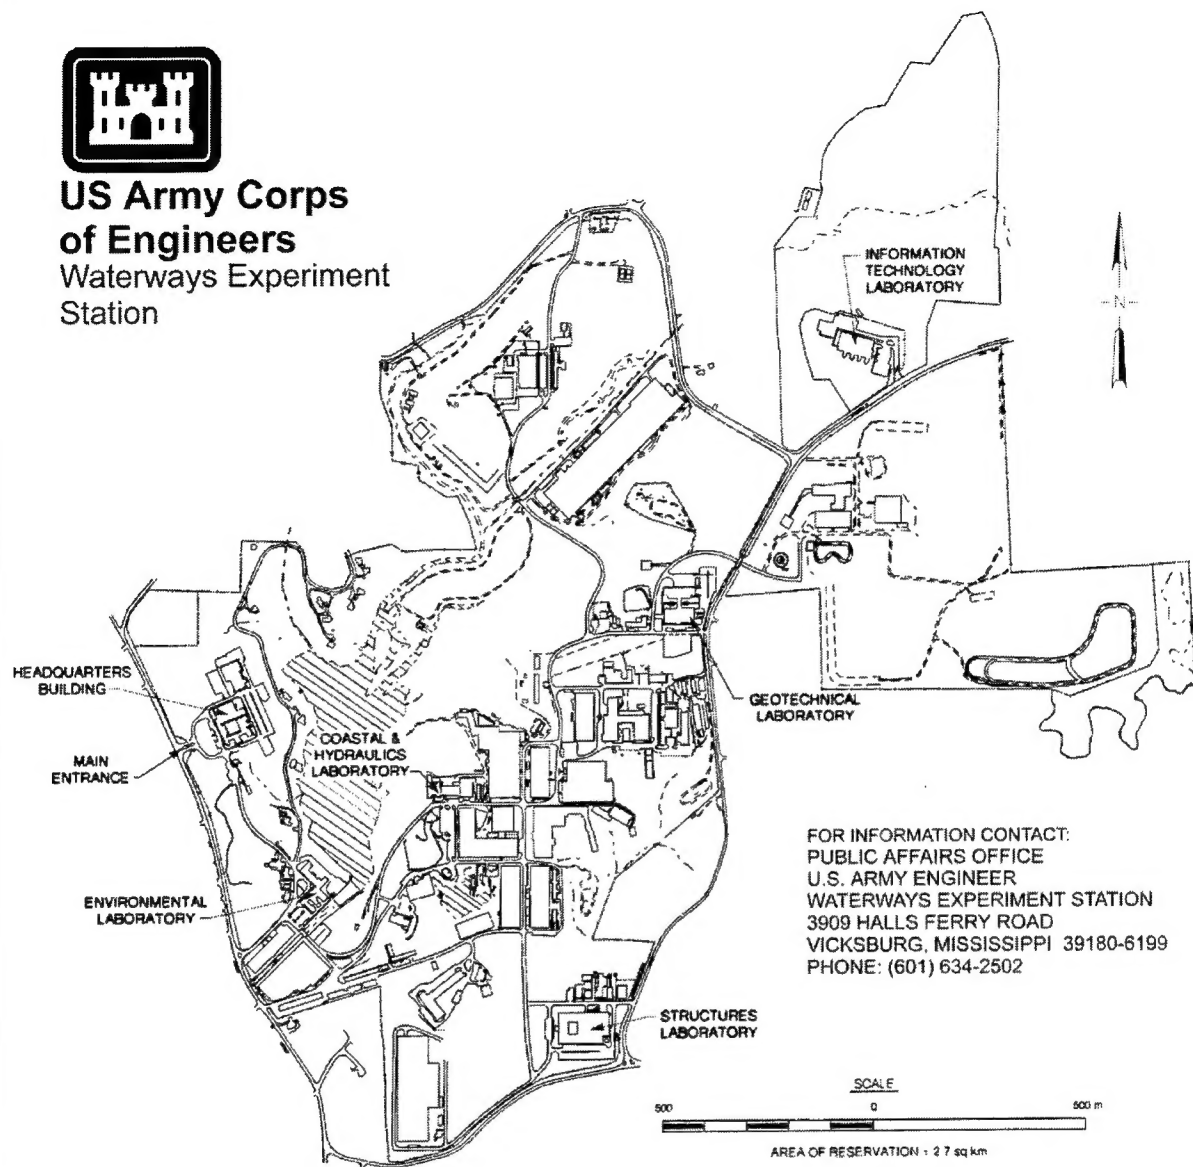 US Army Corps
of Engineers
Waterways Experiment
Station
INFORMATION
TECHNOLOGY
LABORATORY
N
HEADQUARTERS
BUILDING
MAIN
ENTRANCE
COASTAL &
HYDRAULICS
LABORATORY
GEOTECHNICAL
LABORATORY
ENVIRONMENTAL
LABORATORY
STRUCTURES
LABORATORY
FOR INFORMATION CONTACT:
PUBLIC AFFAIRS OFFICE
U.S. ARMY ENGINEER
WATERWAYS EXPERIMENT STATION
3909 HALLS FERRY ROAD
VICKSBURG, MISSISSIPPI 39180-6199
PHONE: (601) 634-2502
SCALE
500 0 500 m
AREA OF RESERVATION : 2 7 sq km